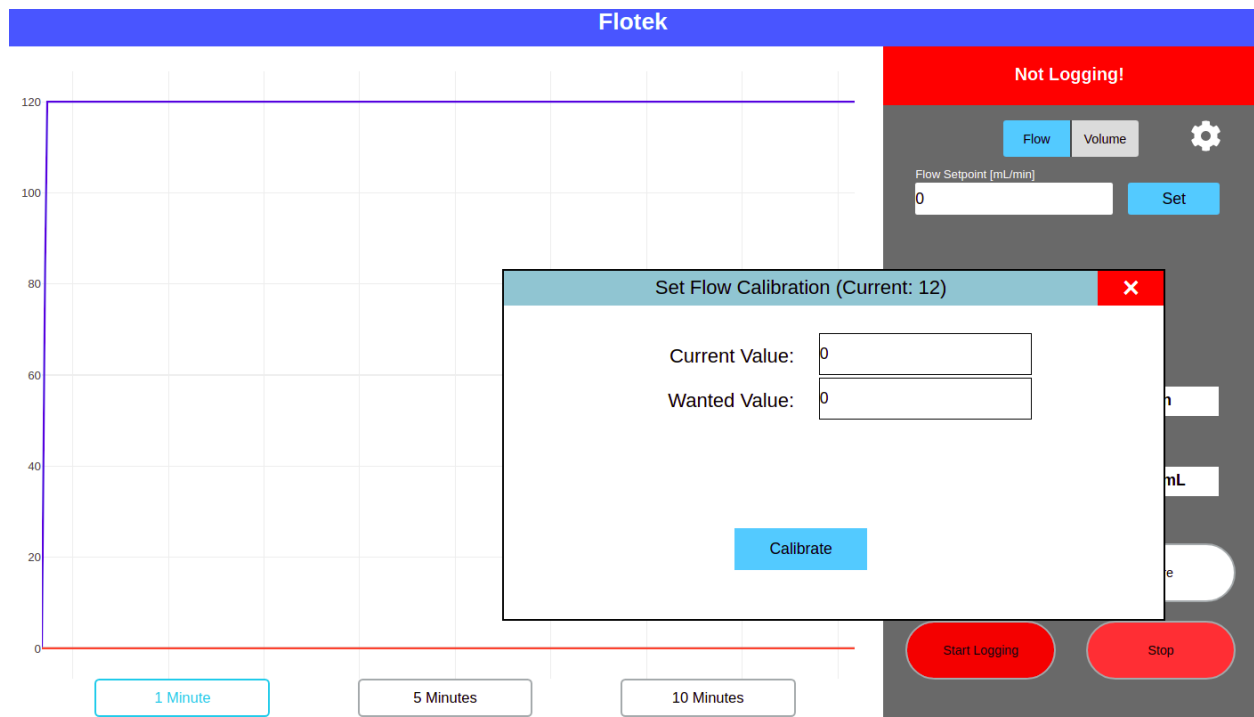 Flotek
Not Logging!
Flow
Volume
Flow Setpoint [mL/min]
0
Set
Set Flow Calibration (Current: 12)
Current Value:
0
Wanted Value:
0
Calibrate
mL
Start Logging
Stop
120
100
80
60
40
20
0
1 Minute
5 Minutes
10 Minutes